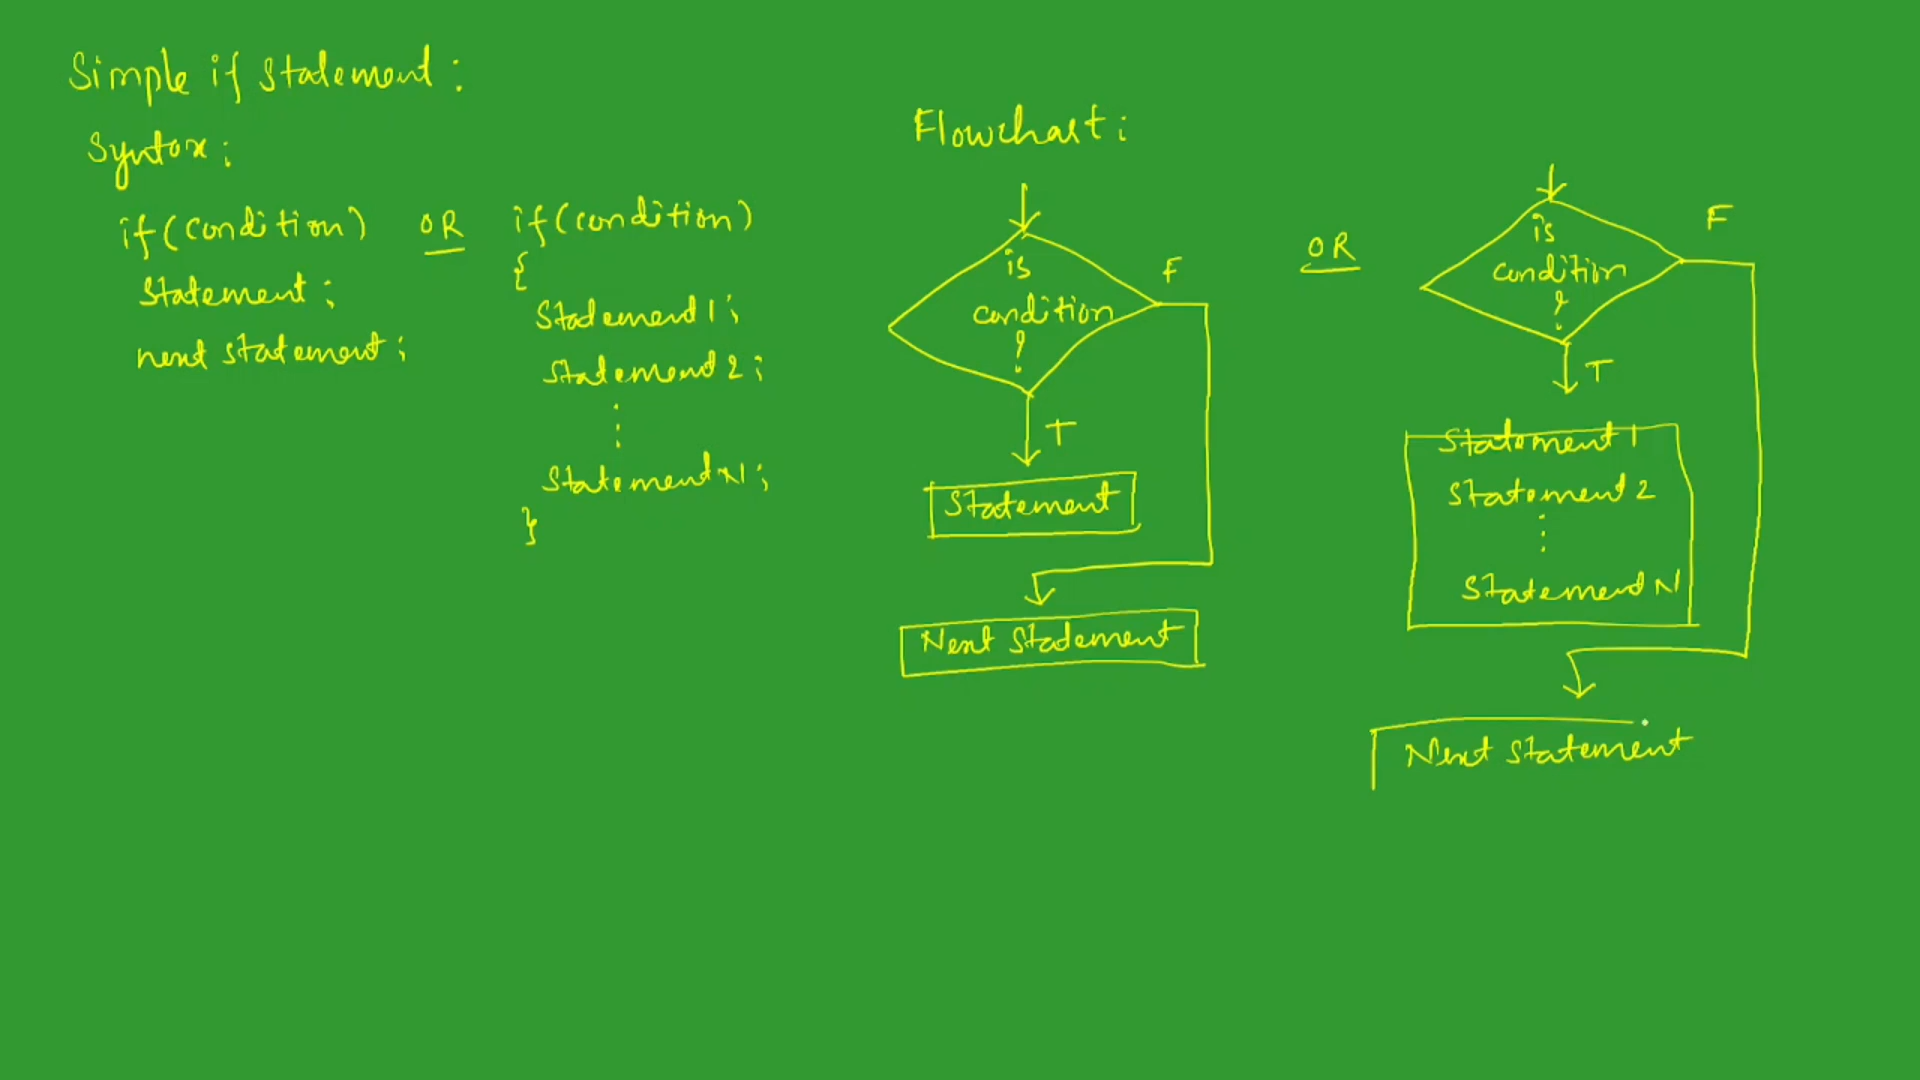 Simple if statement :
Syntax :
if (condition)
statement ;
next statement ;
OR
if (condition)
{
Statement 1 ;
Statement 2 ;
⋮
Statement N ;
}
Flowchart :
is
condition
?
F
T
Statement
Next Statement
OR
is
condition
?
F
T
Statement 1
Statement 2
⋮
Statement N
Next Statement